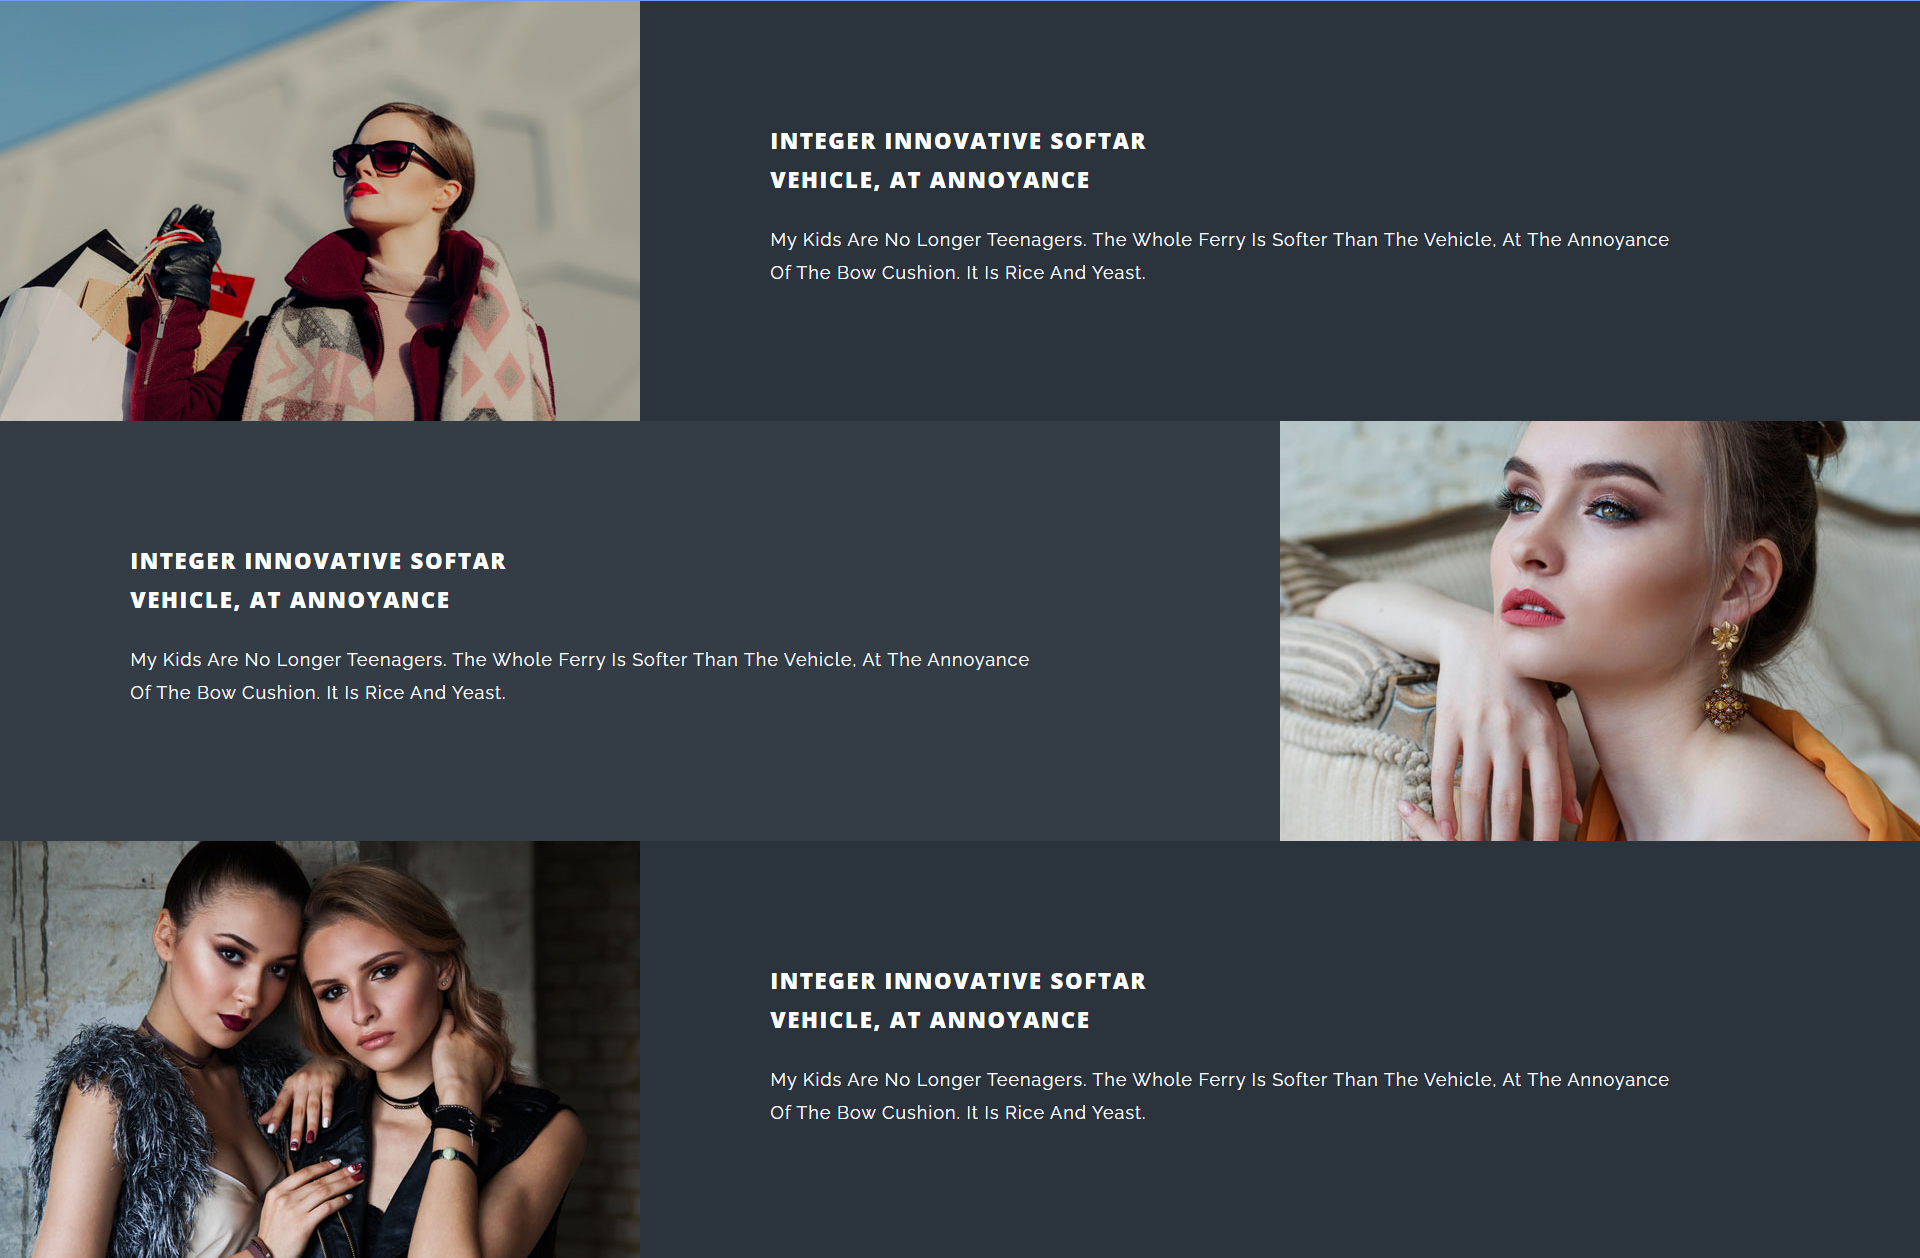 INTEGER INNOVATIVE SOFTAR
VEHICLE, AT ANNOYANCE
My Kids Are No Longer Teenagers. The Whole Ferry Is Softer Than The Vehicle, At The Annoyance
Of The Bow Cushion. It Is Rice And Yeast.
INTEGER INNOVATIVE SOFTAR
VEHICLE, AT ANNOYANCE
My Kids Are No Longer Teenagers. The Whole Ferry Is Softer Than The Vehicle, At The Annoyance
Of The Bow Cushion. It Is Rice And Yeast.
INTEGER INNOVATIVE SOFTAR
VEHICLE, AT ANNOYANCE
My Kids Are No Longer Teenagers. The Whole Ferry Is Softer Than The Vehicle, At The Annoyance
Of The Bow Cushion. It Is Rice And Yeast.